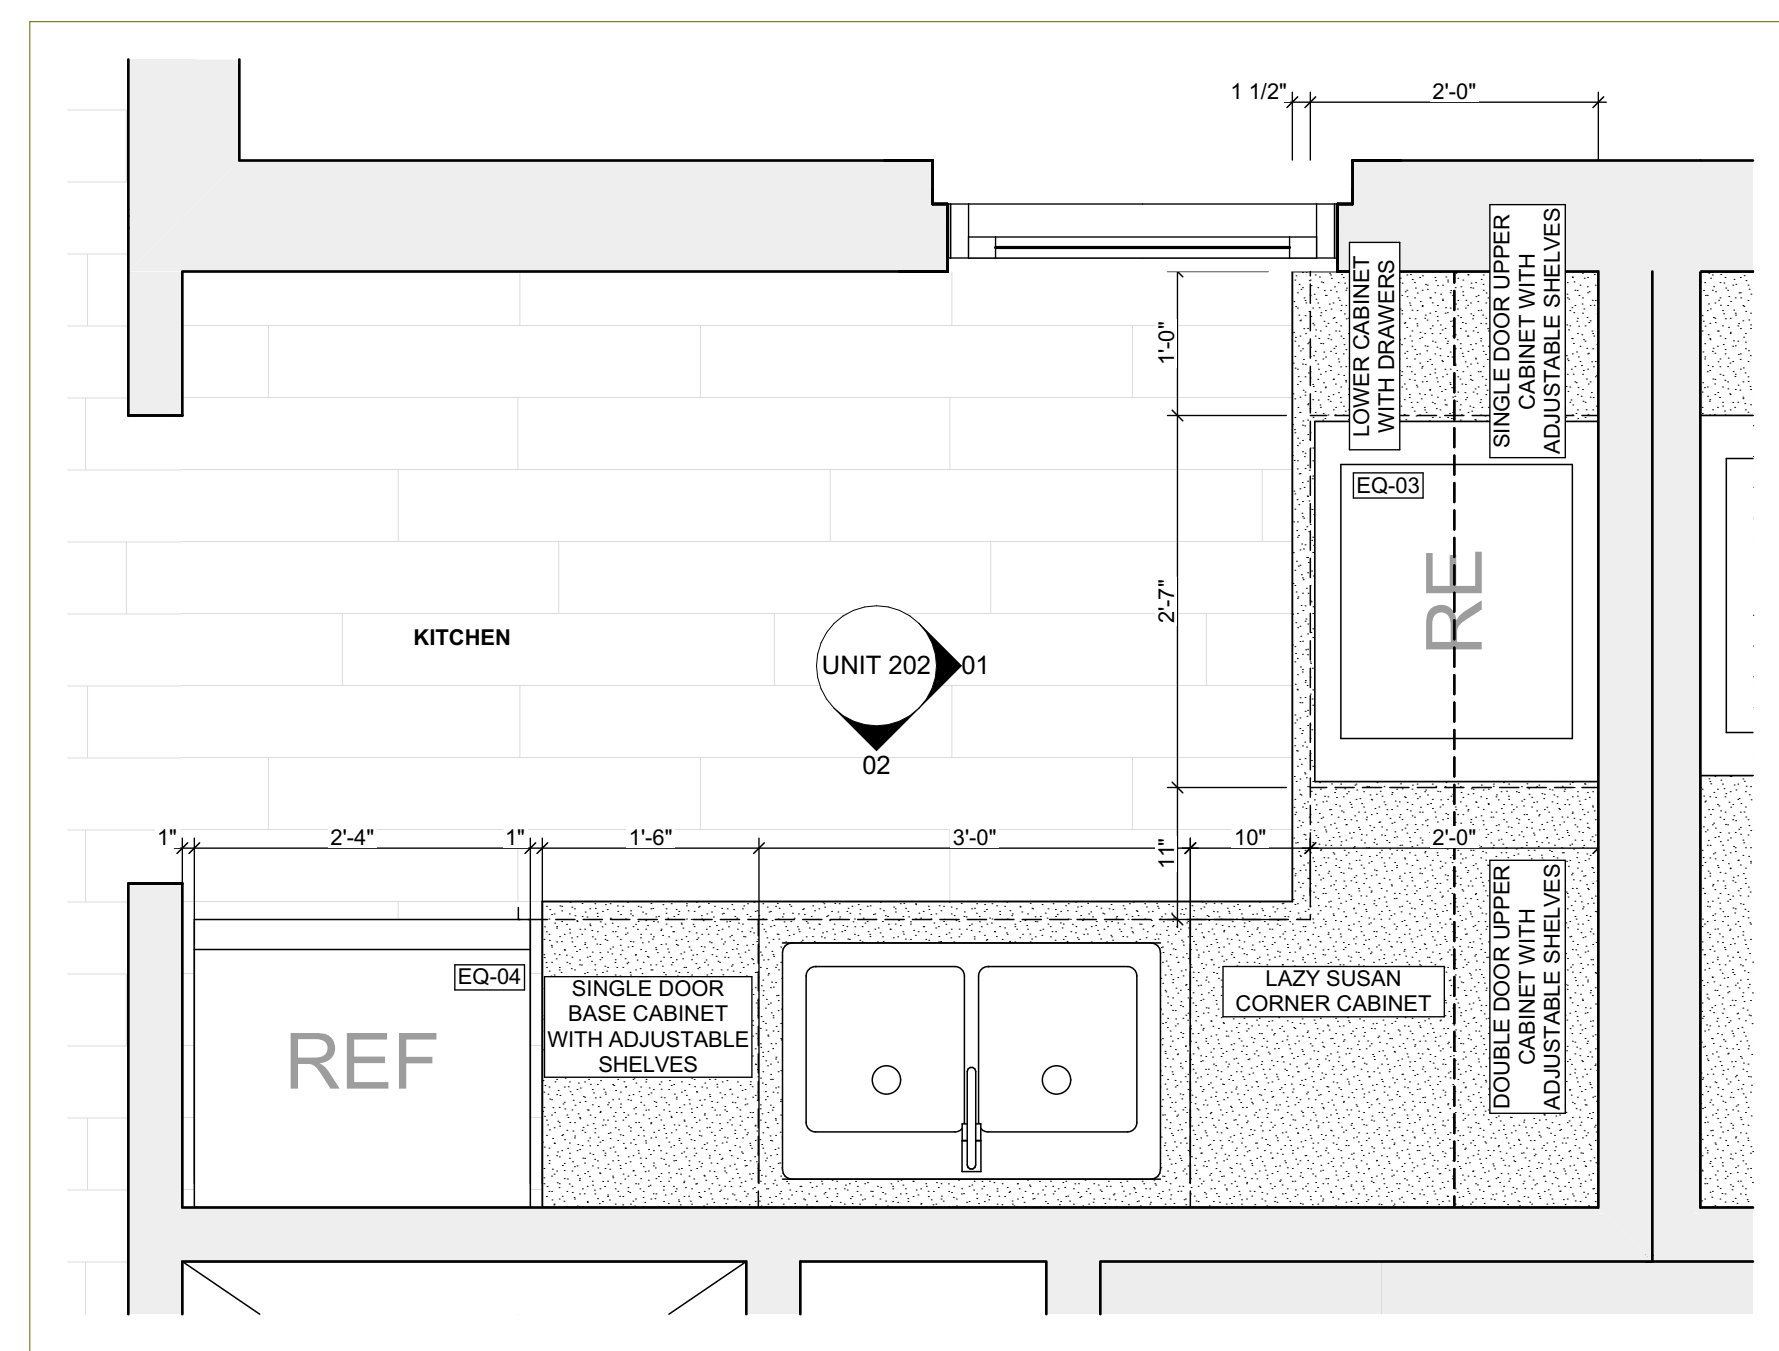 1 1/2" 2'-0"
LOWER CABINET
WITH DRAWERS
SINGLE DOOR UPPER
CABINET WITH
ADJUSTABLE SHELVES
1'-0"
EQ-03
RE
2'-7"
KITCHEN
UNIT 202 01
02
1" 2'-4" 1" 1'-6" 3'-0" 10" 2'-0"
11"
DOUBLE DOOR UPPER
CABINET WITH
ADJUSTABLE SHELVES
EQ-04
REF
SINGLE DOOR
BASE CABINET
WITH ADJUSTABLE
SHELVES
LAZY SUSAN
CORNER CABINET